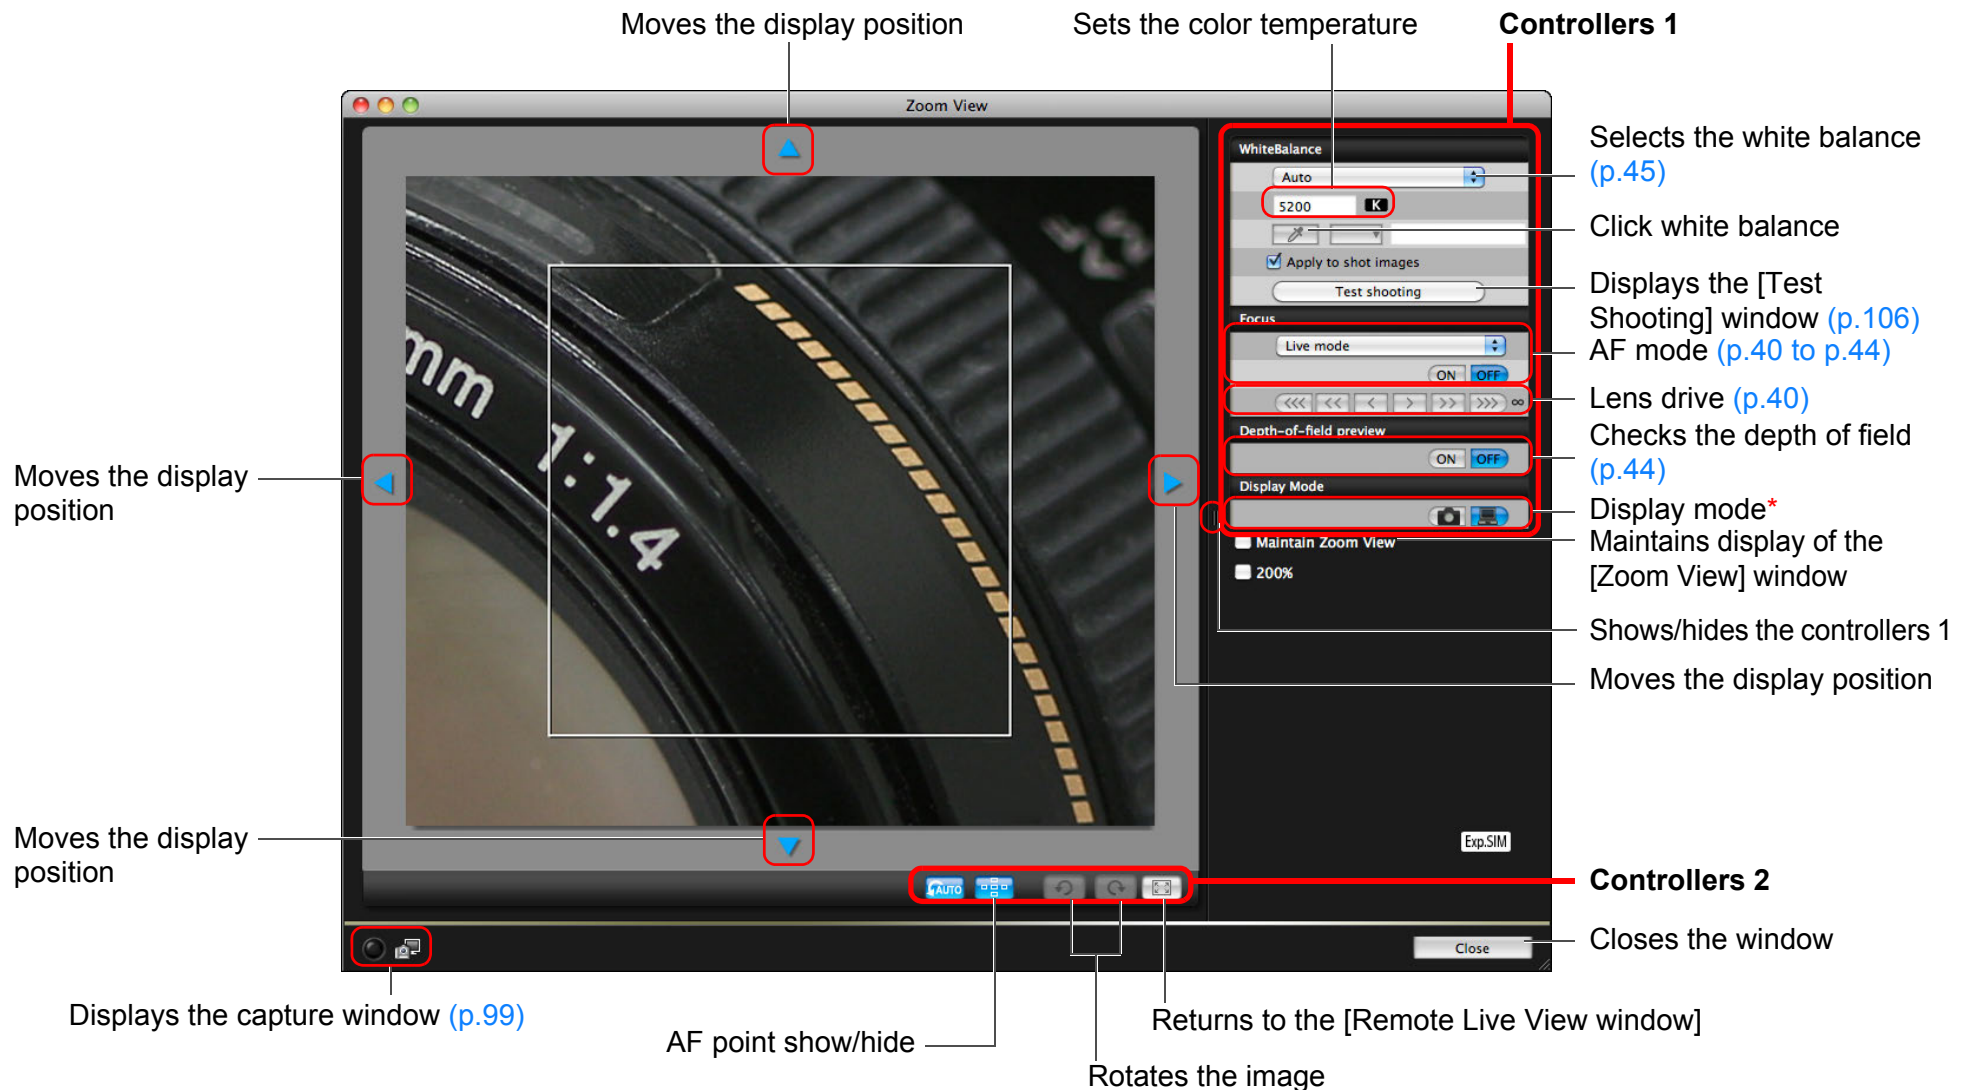 Moves the display position
Sets the color temperature
Controllers 1
Zoom View
WhiteBalance
Auto
5200 K
Apply to shot images
Test shooting
Focus
Live mode
ON OFF
<<< << < > >> >>> ∞
Depth-of-field preview
ON OFF
Display Mode
Maintain Zoom View
200%
Exp.SIM
Selects the white balance
(p.45)
Click white balance
Displays the [Test
Shooting] window (p.106)
AF mode (p.40 to p.44)
Lens drive (p.40)
Checks the depth of field
(p.44)
Display mode*
Maintains display of the
[Zoom View] window
Shows/hides the controllers 1
Moves the display position
mm 1:1.4
Moves the display
position
Moves the display
position
AUTO
Controllers 2
Close
Closes the window
Displays the capture window (p.99)
AF point show/hide
Returns to the [Remote Live View window]
Rotates the image